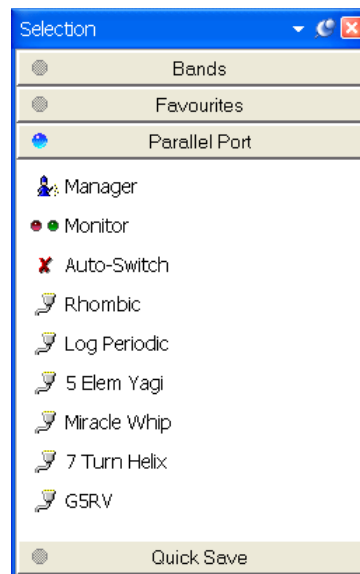 Selection
Bands
Favourites
Parallel Port
Manager
Monitor
Auto-Switch
Rhombic
Log Periodic
5 Elem Yagi
Miracle Whip
7 Turn Helix
G5RV
Quick Save